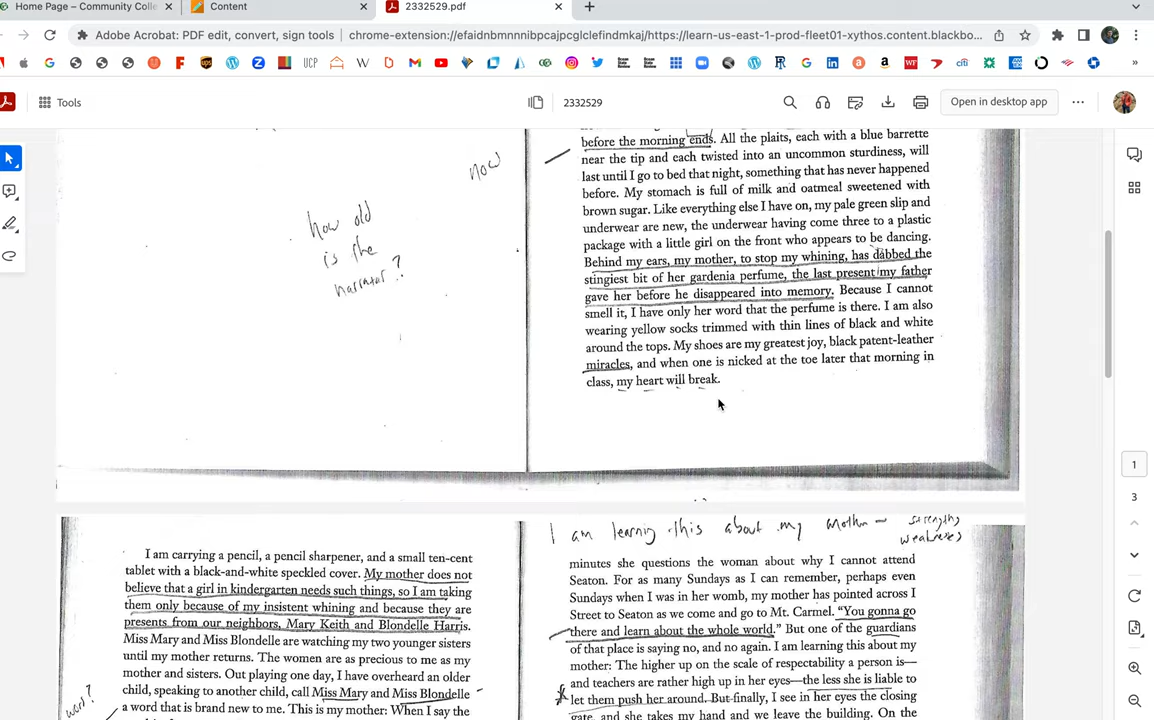 Home Page – Community Colle
Content
2332529.pdf
Adobe Acrobat: PDF edit, convert, sign tools | chrome-extension://efaidnbmnnnibpcajpcglclefindmkaj/https://learn-us-east-1-prod-fleet01-xythos.content.blackbo...
UCP
Tools
2332529
Open in desktop app
now
how old
is the
narrator?
before the morning ends. All the plaits, each with a blue barrette
near the tip and each twisted into an uncommon sturdiness, will
last until I go to bed that night, something that has never happened
before. My stomach is full of milk and oatmeal sweetened with
brown sugar. Like everything else I have on, my pale green slip and
underwear are new, the underwear having come three to a plastic
package with a little girl on the front who appears to be dancing.
Behind my ears, my mother, to stop my whining, has dabbed the
stingiest bit of her gardenia perfume, the last present my father
gave her before he disappeared into memory. Because I cannot
smell it, I have only her word that the perfume is there. I am also
wearing yellow socks trimmed with thin lines of black and white
around the tops. My shoes are my greatest joy, black patent-leather
miracles, and when one is nicked at the toe later that morning in
class, my heart will break.
1
3
I am carrying a pencil, a pencil sharpener, and a small ten-cent
tablet with a black-and-white speckled cover. My mother does not
believe that a girl in kindergarten needs such things, so I am taking
them only because of my insistent whining and because they are
presents from our neighbors, Mary Keith and Blondelle Harris.
Miss Mary and Miss Blondelle are watching my two younger sisters
until my mother returns. The women are as precious to me as my
mother and sisters. Out playing one day, I have overheard an older
child, speaking to another child, call Miss Mary and Miss Blondelle
a word that is brand new to me. This is my mother: When I say the
word?
I am learning this about my mother – strengths
weaknesses
minutes she questions the woman about why I cannot attend
Seaton. For as many Sundays as I can remember, perhaps even
Sundays when I was in her womb, my mother has pointed across I
Street to Seaton as we come and go to Mt. Carmel. "You gonna go
there and learn about the whole world." But one of the guardians
of that place is saying no, and no again. I am learning this about my
mother: The higher up on the scale of respectability a person is—
and teachers are rather high up in her eyes—the less she is liable to
let them push her around. But finally, I see in her eyes the closing
gate, and she takes my hand and we leave the building. On the